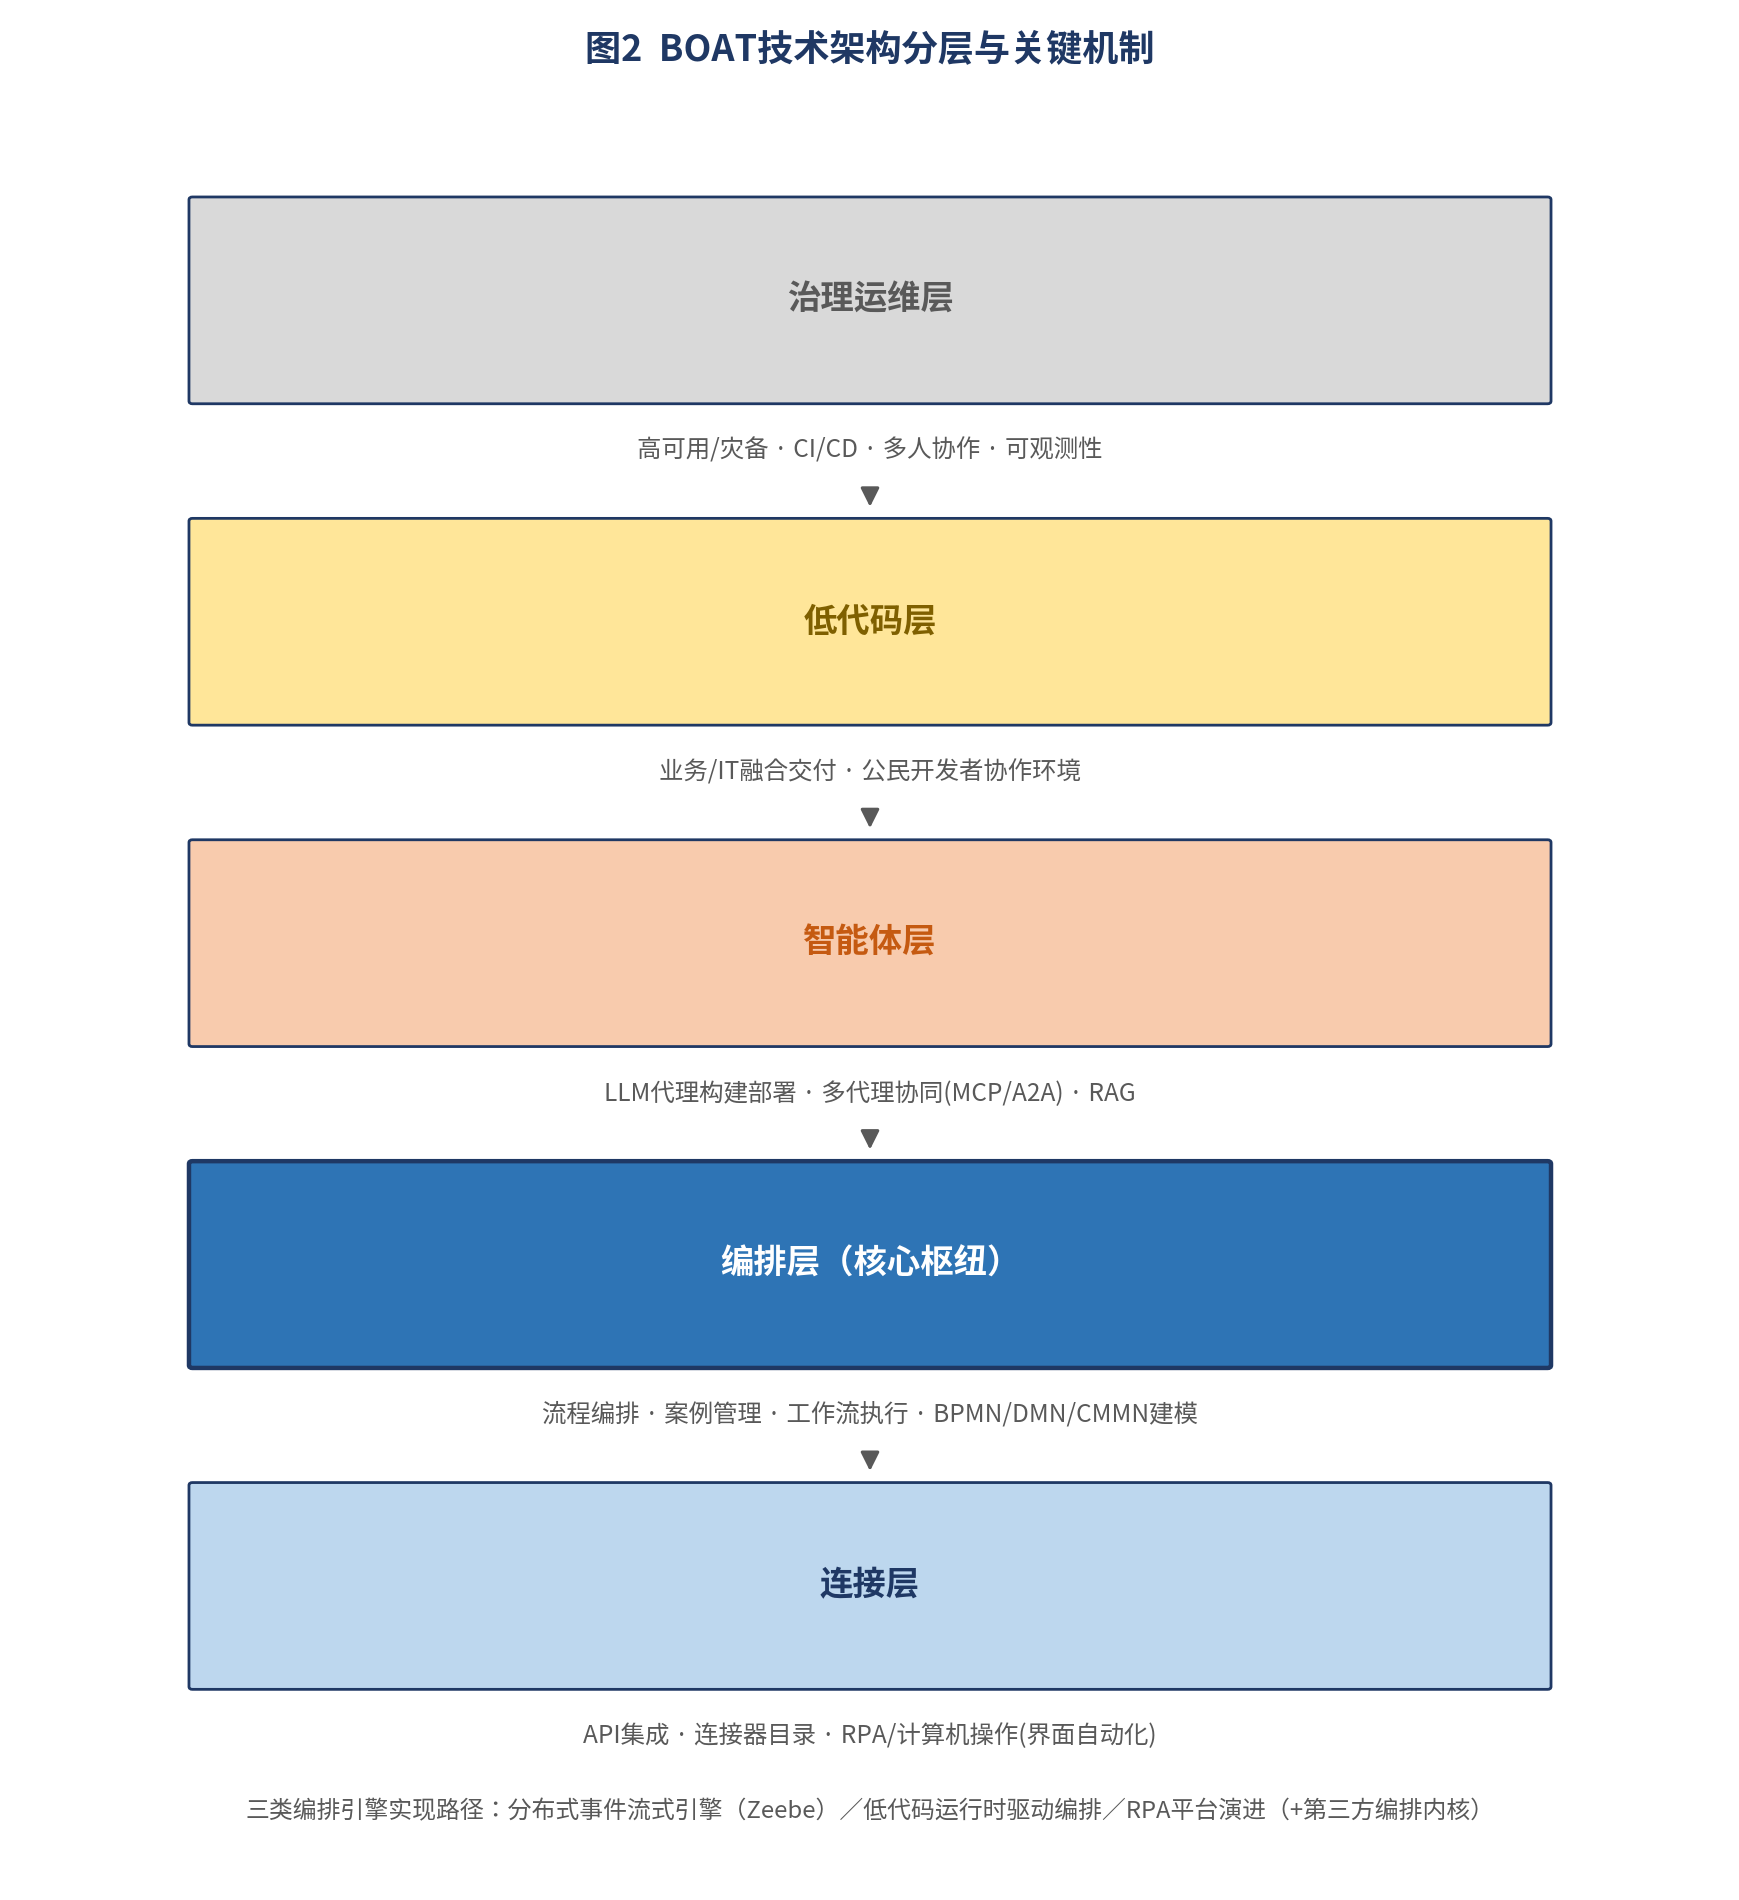 图2 BOAT技术架构分层与关键机制
治理运维层
高可用/灾备 · CI/CD · 多人协作 · 可观测性
低代码层
业务/IT融合交付 · 公民开发者协作环境
智能体层
LLM代理构建部署 · 多代理协同(MCP/A2A) · RAG
编排层（核心枢纽）
流程编排 · 案例管理 · 工作流执行 · BPMN/DMN/CMMN建模
连接层
API集成 · 连接器目录 · RPA/计算机操作(界面自动化)
三类编排引擎实现路径：分布式事件流式引擎（Zeebe）／低代码运行时驱动编排／RPA平台演进（+第三方编排内核）